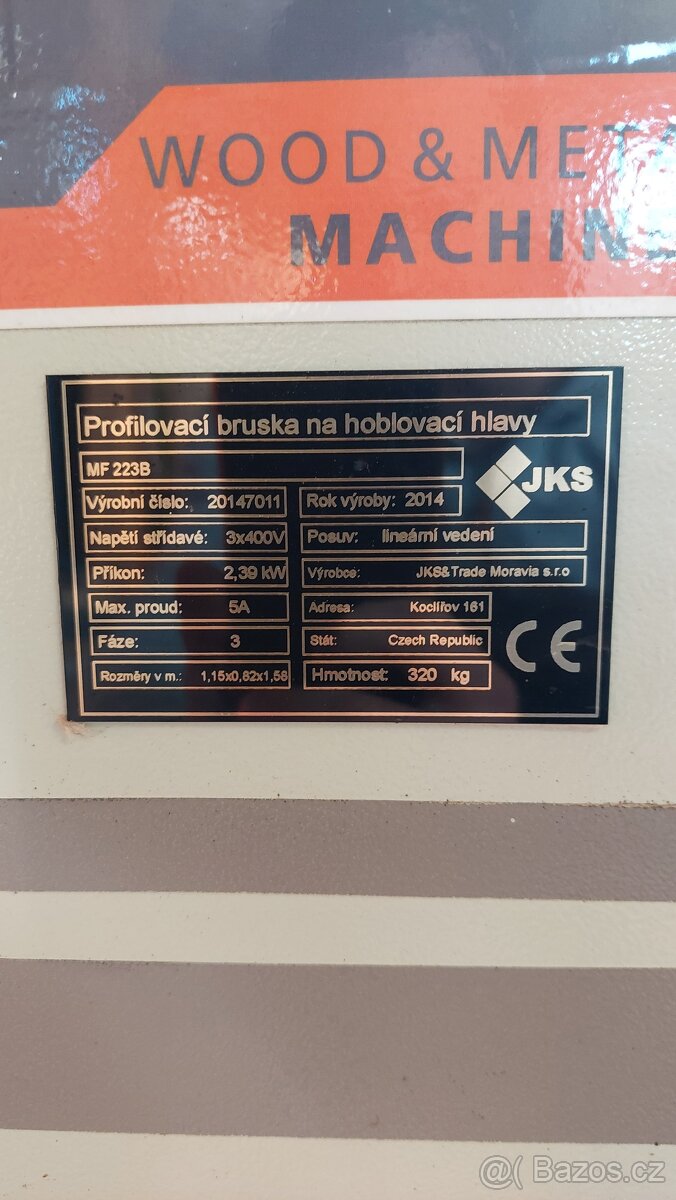 WOOD & MET
MACHIN
Profilovací bruska na hoblovací hlavy
MF 223B
JKS
Výrobní číslo: 20147011
Rok výroby: 2014
Napětí střídavé: 3x400V
Posuv: lineární vedení
Příkon: 2,39 kW
Výrobce: JKS&Trade Moravia s.r.o
Max. proud: 5A
Adresa: Koclířov 161
Fáze: 3
Stát: Czech Republic
CE
Rozměry v m.: 1,15x0,82x1,58
Hmotnost: 320 kg
@( Bazos.cz